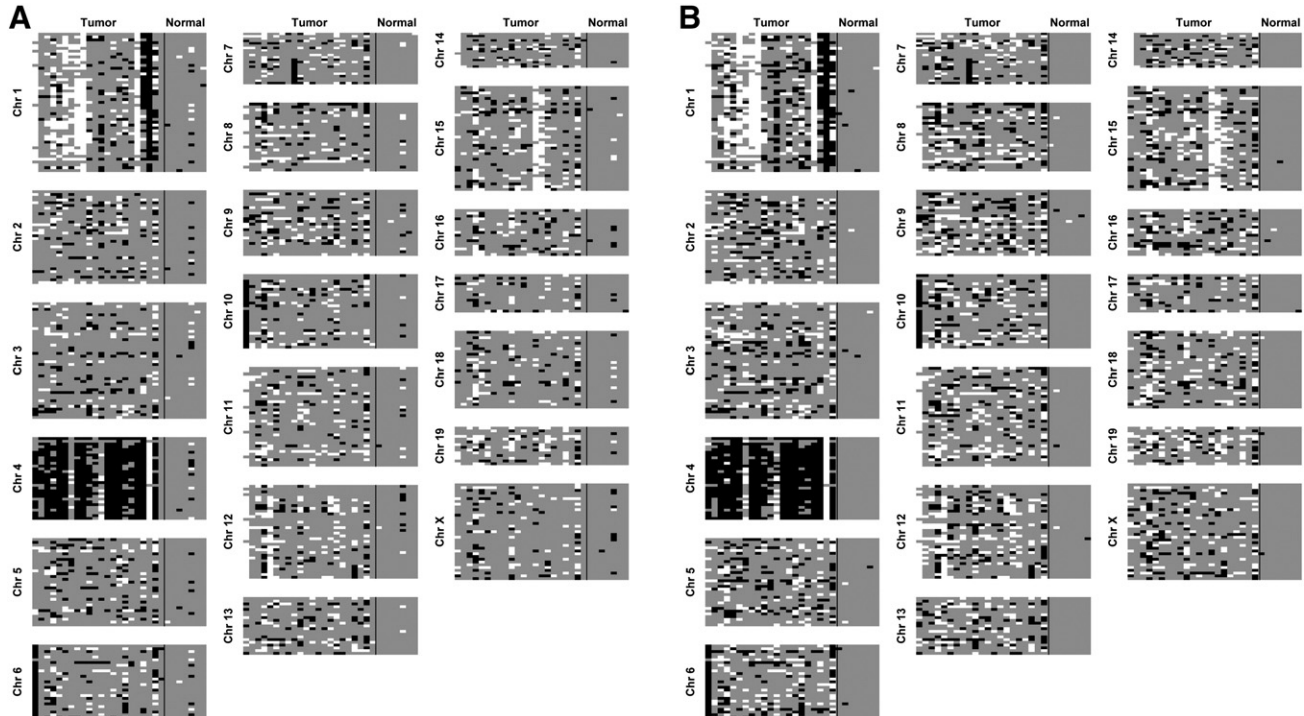 A
Tumor Normal
Chr 1
Chr 2
Chr 3
Chr 4
Chr 5
Chr 6
Chr 7
Chr 8
Chr 9
Chr 10
Chr 11
Chr 12
Chr 13
Tumor Normal
Chr 14
Chr 15
Chr 16
Chr 17
Chr 18
Chr 19
Chr X
B
Tumor Normal
Chr 1
Chr 2
Chr 3
Chr 4
Chr 5
Chr 6
Chr 7
Chr 8
Chr 9
Chr 10
Chr 11
Chr 12
Chr 13
Tumor Normal
Chr 14
Chr 15
Chr 16
Chr 17
Chr 18
Chr 19
Chr X
Tumor Normal
Tumor Normal